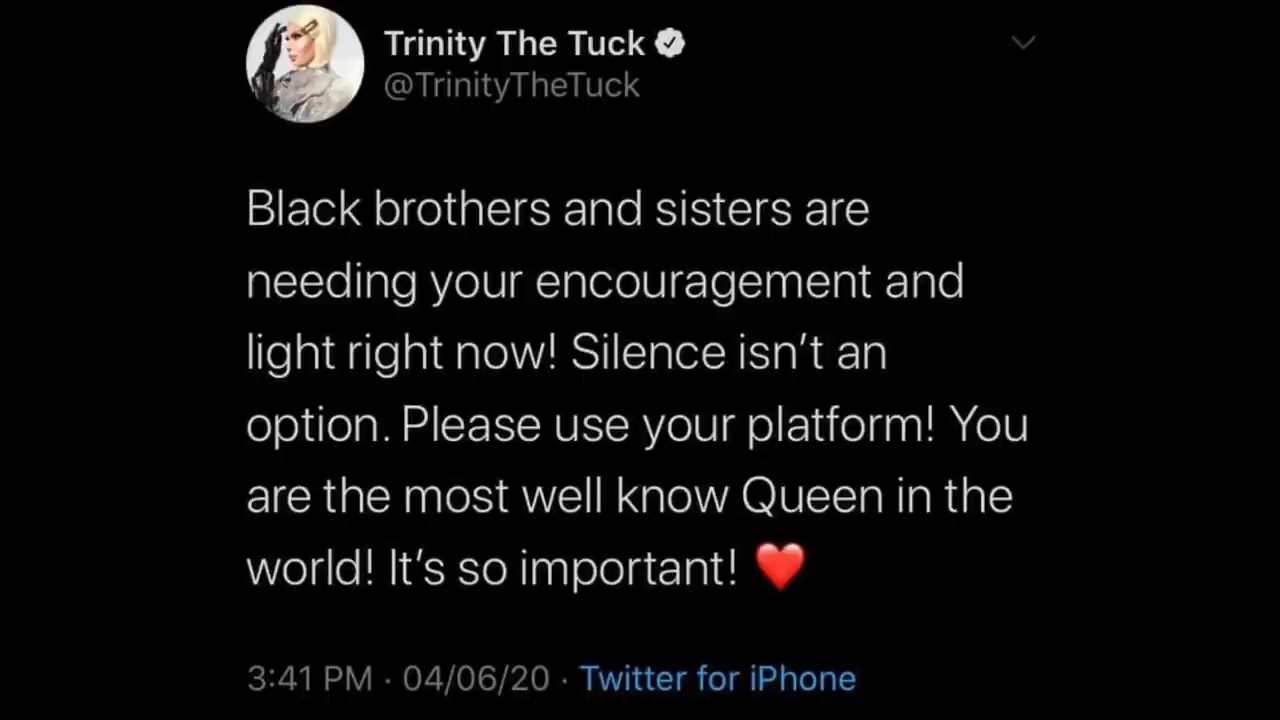 Trinity The Tuck
@TrinityTheTuck
Black brothers and sisters are
needing your encouragement and
light right now! Silence isn't an
option. Please use your platform! You
are the most well know Queen in the
world! It's so important! ❤️
3:41 PM · 04/06/20 · Twitter for iPhone